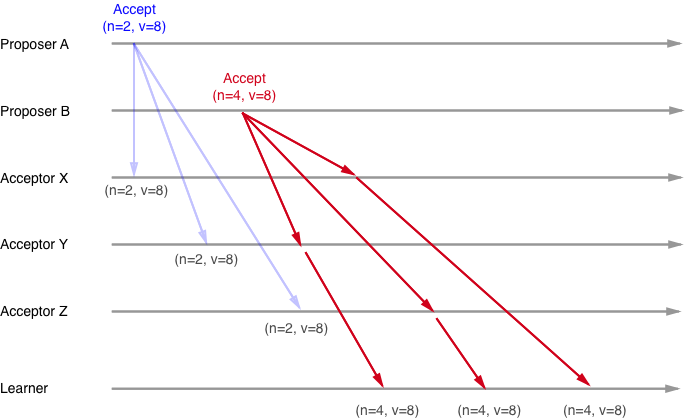 Accept
(n=2, v=8)
Proposer A
Accept
(n=4, v=8)
Proposer B
Acceptor X
(n=2, v=8)
Acceptor Y
(n=2, v=8)
Acceptor Z
(n=2, v=8)
Learner
(n=4, v=8) (n=4, v=8) (n=4, v=8)